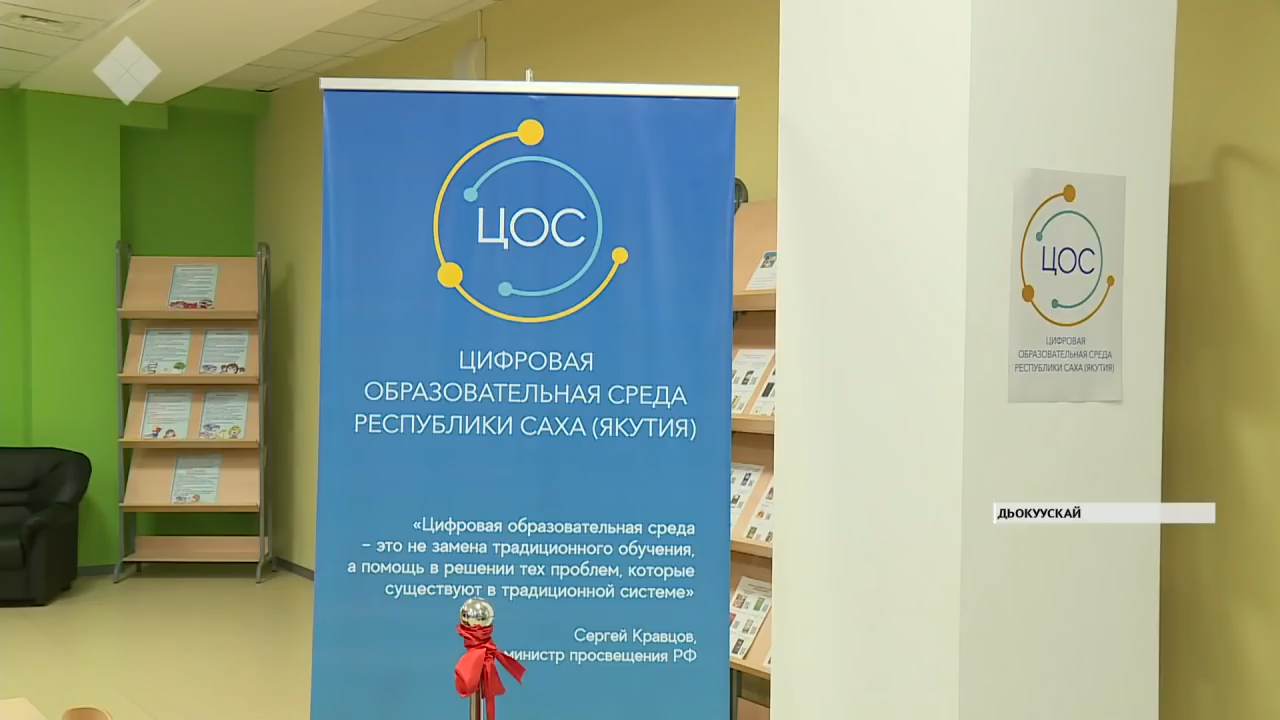 ЦОС
ЦИФРОВАЯ
ОБРАЗОВАТЕЛЬНАЯ СРЕДА
РЕСПУБЛИКИ САХА (ЯКУТИЯ)
«Цифровая образовательная среда
– это не замена традиционного обучения,
а помощь в решении тех проблем, которые
существуют в традиционной системе»
Сергей Кравцов,
министр просвещения РФ
ЦОС
ЦИФРОВАЯ
ОБРАЗОВАТЕЛЬНАЯ СРЕДА
РЕСПУБЛИКИ САХА (ЯКУТИЯ)
ДЬОКУУСКАЙ